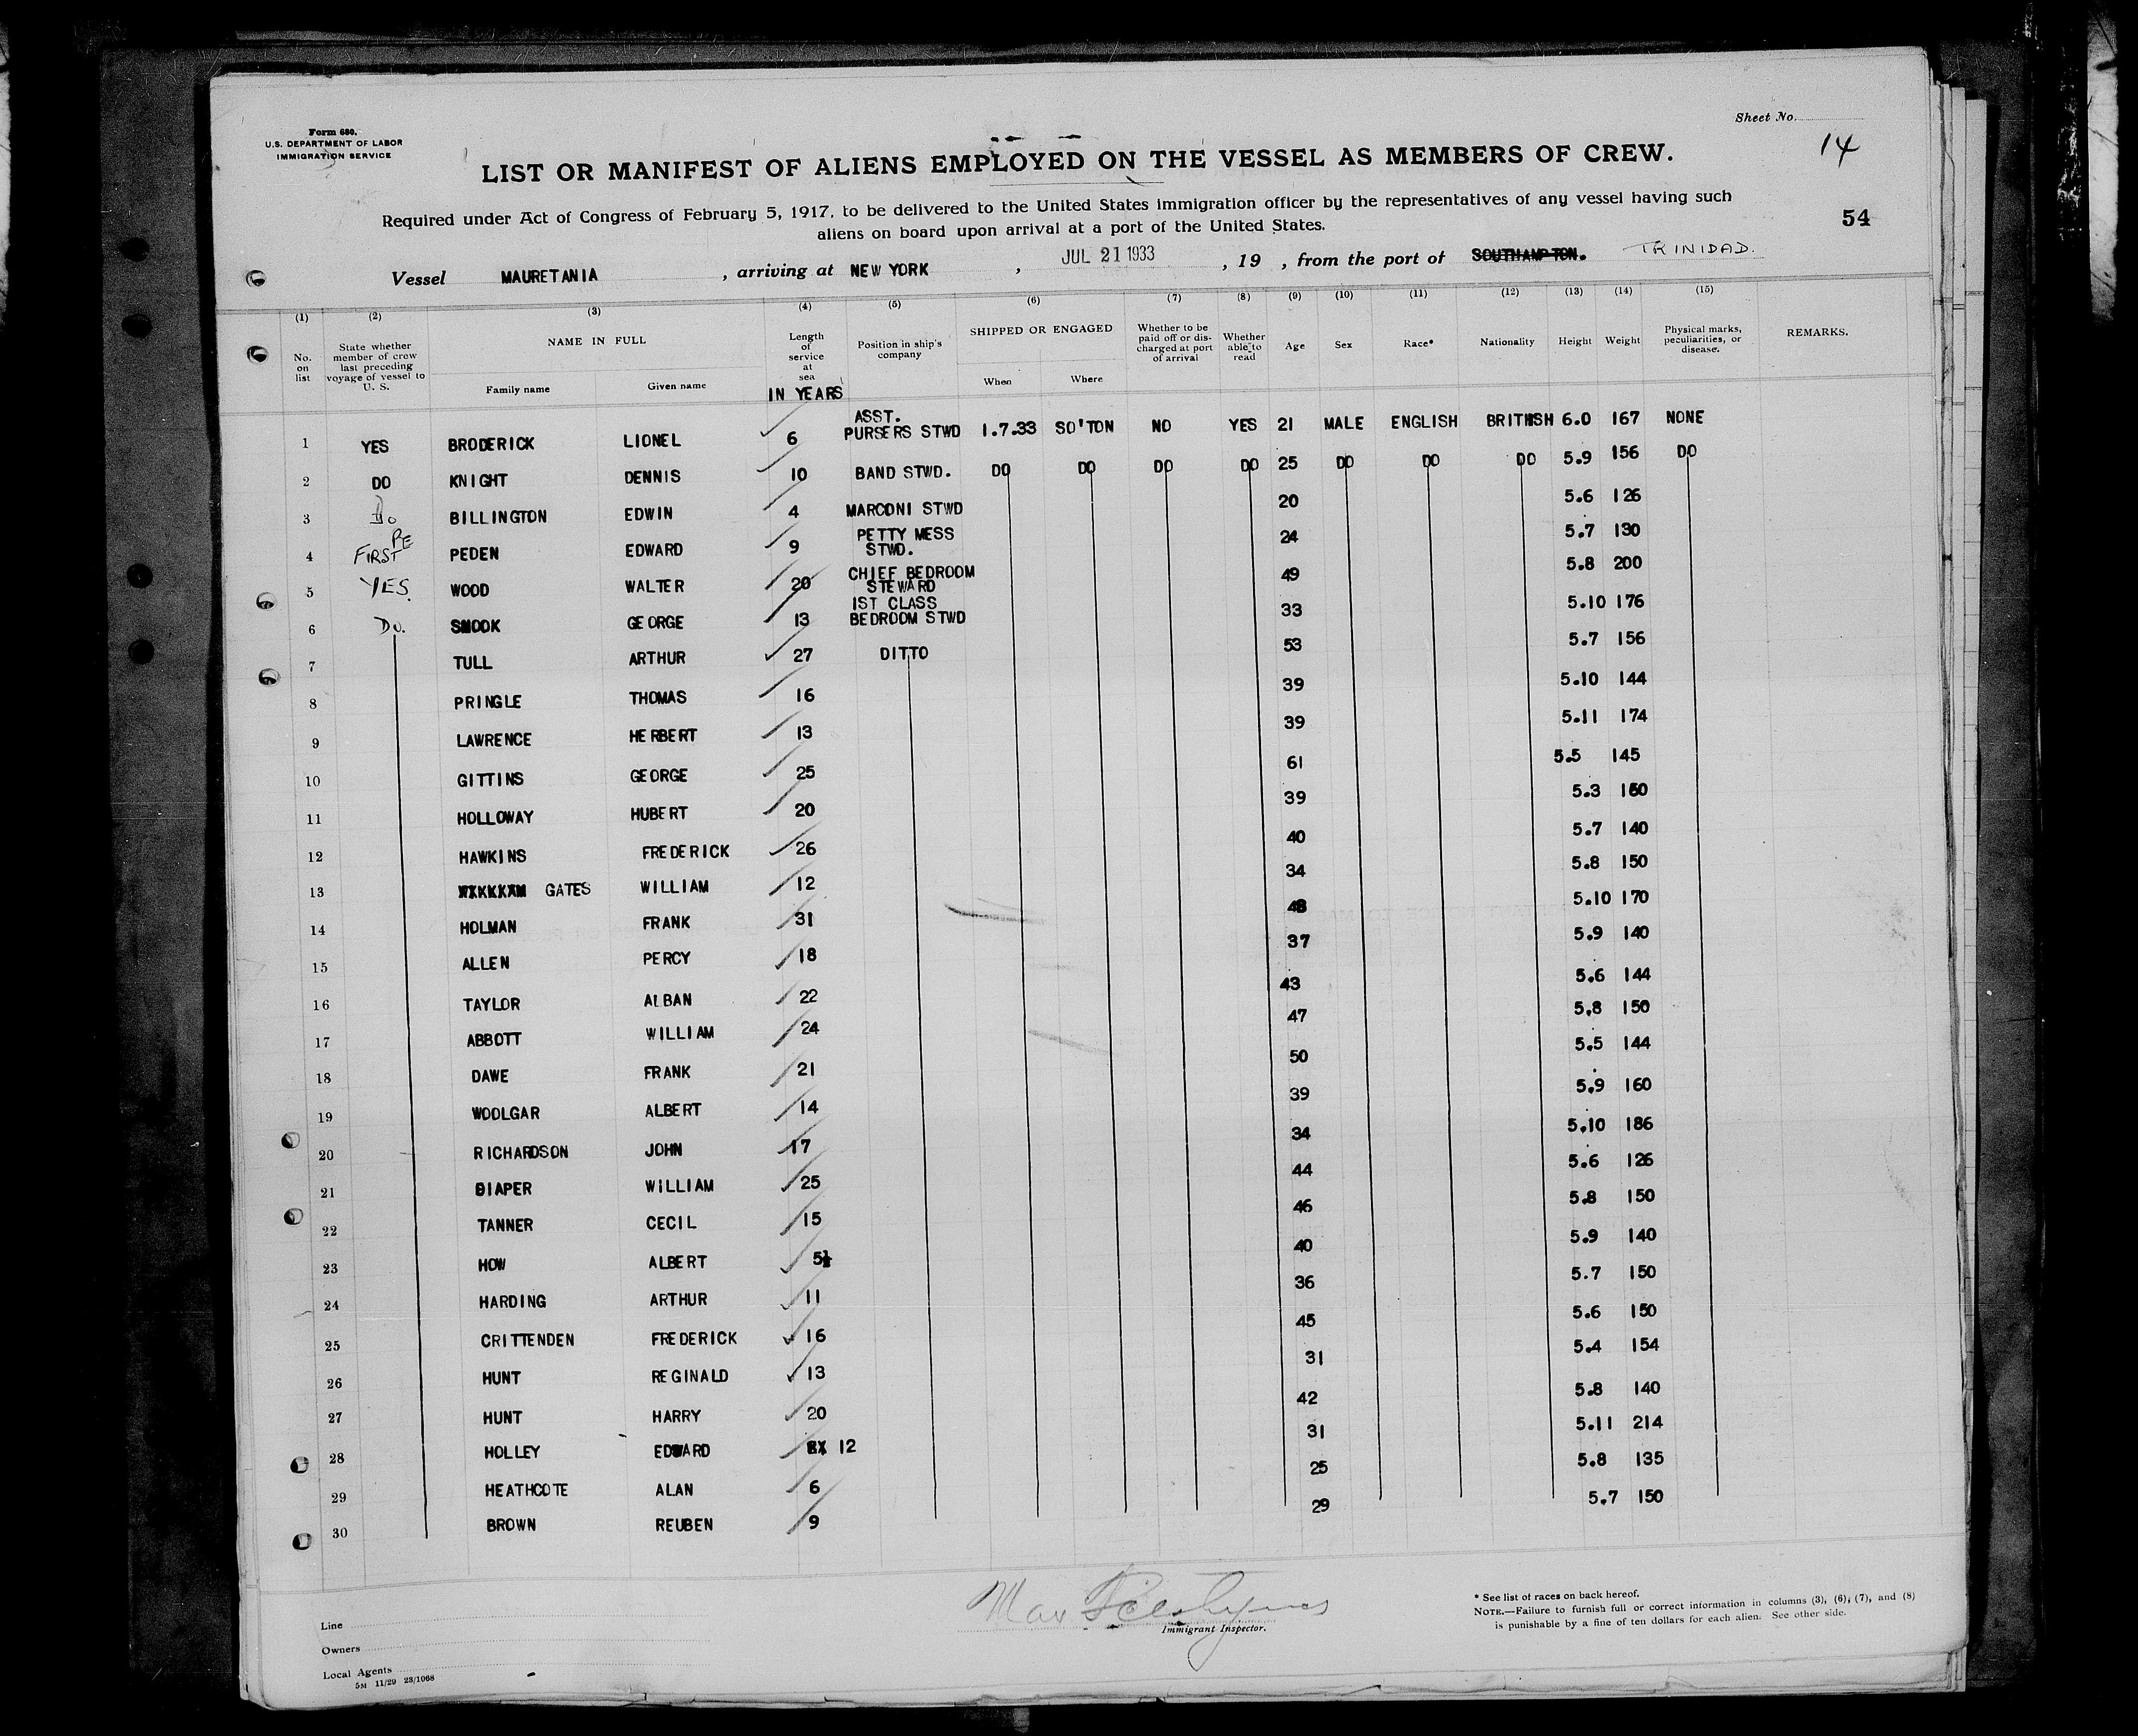 Form 680.
U.S. DEPARTMENT OF LABOR
IMMIGRATION SERVICE
Sheet No.
14
LIST OR MANIFEST OF ALIENS EMPLOYED ON THE VESSEL AS MEMBERS OF CREW.
Required under Act of Congress of February 5, 1917, to be delivered to the United States immigration officer by the representatives of any vessel having such
aliens on board upon arrival at a port of the United States.
54
Vessel MAURETANIA , arriving at NEW YORK , JUL 21 1933 , 19 , from the port of SOUTHAMPTON. TRINIDAD.
(1) (2) (3) (4) (5) (6) (7) (8) (9) (10) (11) (12) (13) (14) (15)
No. on list State whether member of crew last preceding voyage of vessel to U. S. NAME IN FULL Family name Given name Length of service at sea IN YEARS Position in ship's company SHIPPED OR ENGAGED When Where Whether to be paid off or discharged at port of arrival Whether able to read Age Sex Race* Nationality Height Weight Physical marks, peculiarities, or disease. REMARKS.
1 YES BRODERICK LIONEL 6 ASST. PURSERS STWD 1.7.33 SO'TON NO YES 21 MALE ENGLISH BRITISH 6.0 167 NONE
2 DO KNIGHT DENNIS 10 BAND STWD. DO DO DO DO 25 DO DO DO 5.9 156 DO
3 Do BILLINGTON EDWIN 4 MARCONI STWD 20 5.6 126
4 FIRST PE PEDEN EDWARD 9 PETTY MESS STWD. 24 5.7 130
5 YES. WOOD WALTER 20 CHIEF BEDROOM STEWARD 49 5.8 200
6 Do. SNOOK GEORGE 13 IST CLASS BEDROOM STWD 33 5.10 176
7 TULL ARTHUR 27 DITTO 53 5.7 156
8 PRINGLE THOMAS 16 39 5.10 144
9 LAWRENCE HERBERT 13 39 5.11 174
10 GITTINS GEORGE 25 61 5.5 145
11 HOLLOWAY HUBERT 20 39 5.3 160
12 HAWKINS FREDERICK 26 40 5.7 140
13 GATES WILLIAM 12 34 5.8 150
14 HOLMAN FRANK 31 48 5.10 170
15 ALLEN PERCY 18 37 5.9 140
16 TAYLOR ALBAN 22 43 5.6 144
17 ABBOTT WILLIAM 24 47 5.8 150
18 DAWE FRANK 21 50 5.5 144
19 WOOLGAR ALBERT 14 39 5.9 160
20 RICHARDSON JOHN 17 34 5.10 186
21 DIAPER WILLIAM 25 44 5.6 126
22 TANNER CECIL 15 46 5.8 150
23 HOW ALBERT 5½ 40 5.9 140
24 HARDING ARTHUR 11 36 5.7 150
25 CRITTENDEN FREDERICK 16 45 5.6 150
26 HUNT REGINALD 13 31 5.4 154
27 HUNT HARRY 20 42 5.8 140
28 HOLLEY EDWARD 12 31 5.11 214
29 HEATHCOTE ALAN 6 25 5.8 135
30 BROWN REUBEN 9 29 5.7 150
Line
Owners
Local Agents
5M 11/29 23/1068
Max
Immigrant Inspector.
* See list of races on back hereof.
NOTE.—Failure to furnish full or correct information in columns (3), (6), (7), and (8)
is punishable by a fine of ten dollars for each alien. See other side.